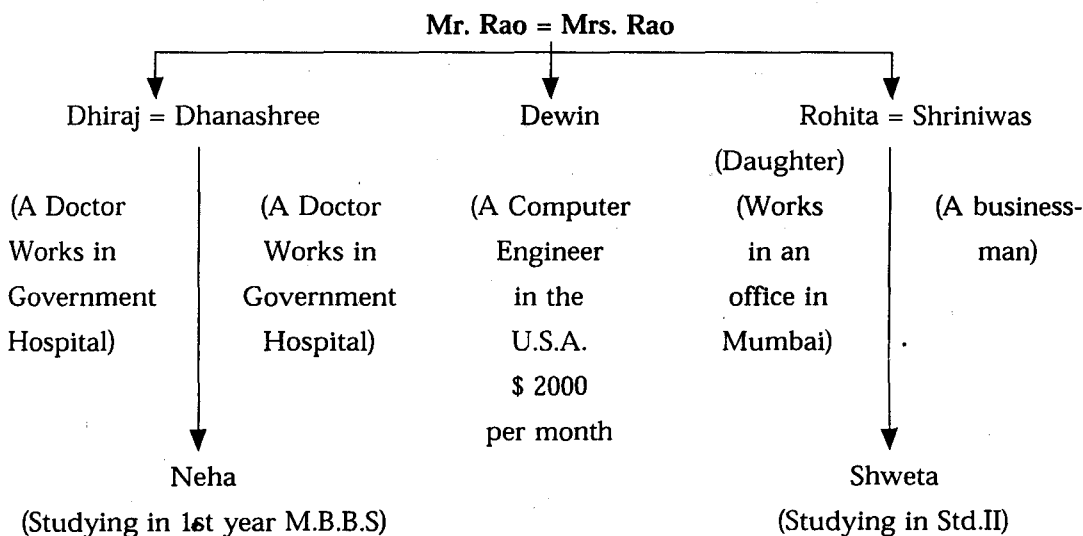 Mr. Rao = Mrs. Rao
Dhiraj = Dhanashree
Dewin
Rohita = Shriniwas
(A Doctor
Works in
Government
Hospital)
(A Doctor
Works in
Government
Hospital)
(A Computer
Engineer
in the
U.S.A.
$ 2000
per month
(Daughter)
(Works
in an
office in
Mumbai)
(A business-
man)
Neha
(Studying in 1st year M.B.B.S)
Shweta
(Studying in Std.II)